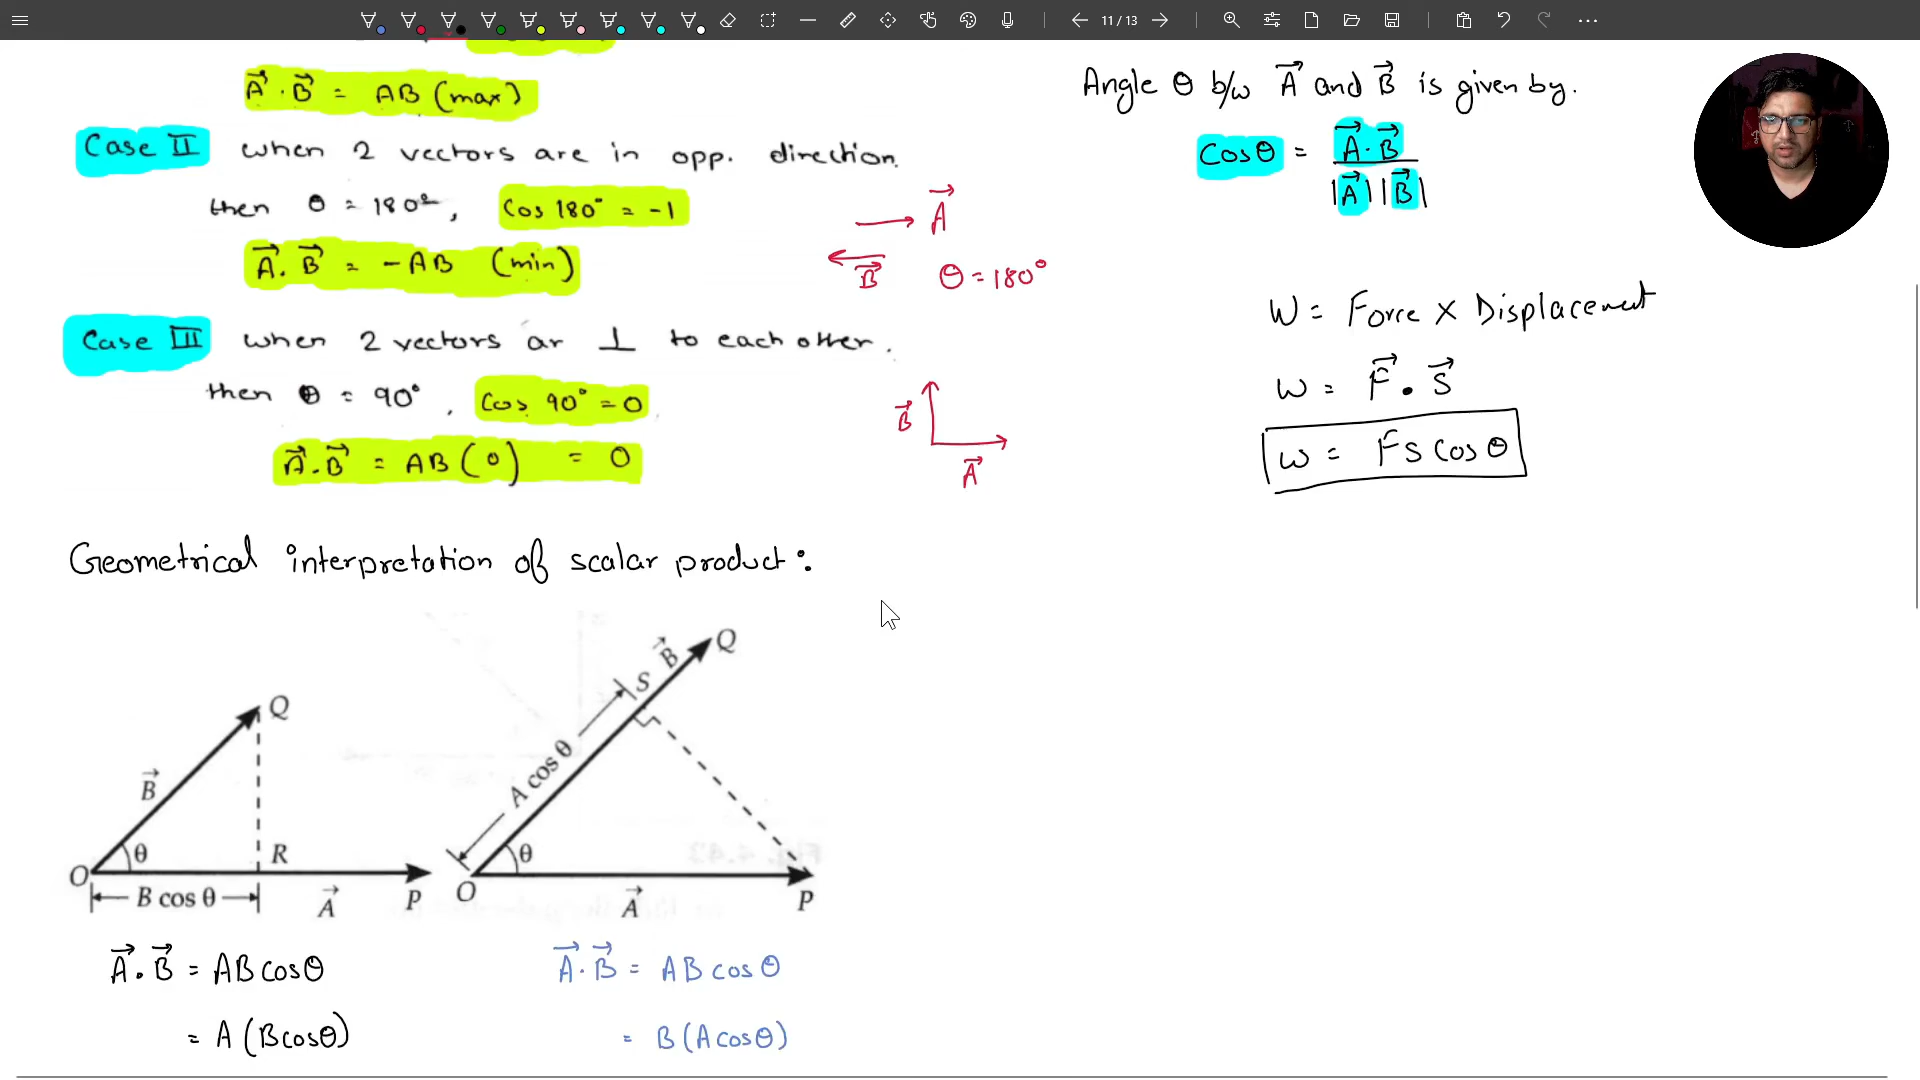 11 / 13
A⃗ . B⃗ = AB (max)
Case II when 2 vectors are in opp. direction.
then θ = 180°, Cos 180° = -1
A⃗ . B⃗ = - AB (min)
A⃗
B⃗ θ = 180°
Case III when 2 vectors ar ⊥ to each other.
then θ = 90°, Cos 90° = 0
A⃗ . B⃗ = AB (0) = 0
B⃗
A⃗
Angle θ b/w A⃗ and B⃗ is given by.
Cosθ = A⃗ · B⃗ / |A⃗| |B⃗|
W = Force × Displacement
W = F⃗ . S⃗
W = FS Cosθ
Geometrical interpretation of scalar product :
Q
B⃗
θ R
O B cos θ A⃗ P
Q
B⃗
S
A cos θ
θ
O A⃗ P
A⃗ . B⃗ = AB cosθ
= A (Bcosθ)
A⃗ . B⃗ = AB cosθ
= B (A cosθ)